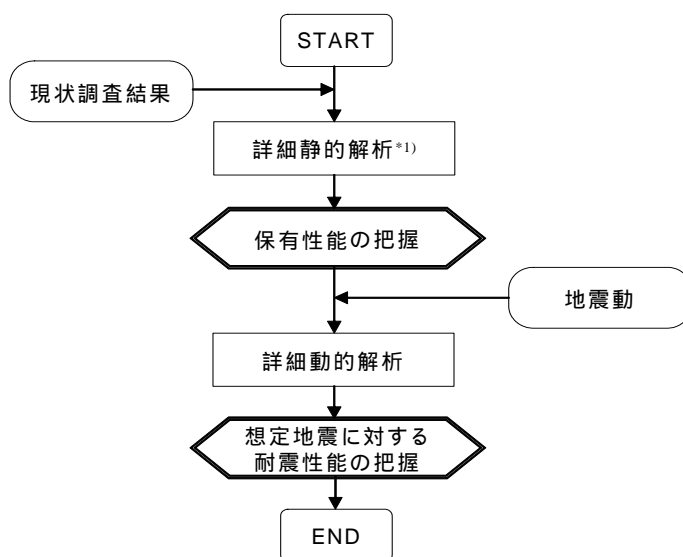 START
現状調査結果
詳細静的解析*1)
保有性能の把握
地震動
詳細動的解析
想定地震に対する
耐震性能の把握
END